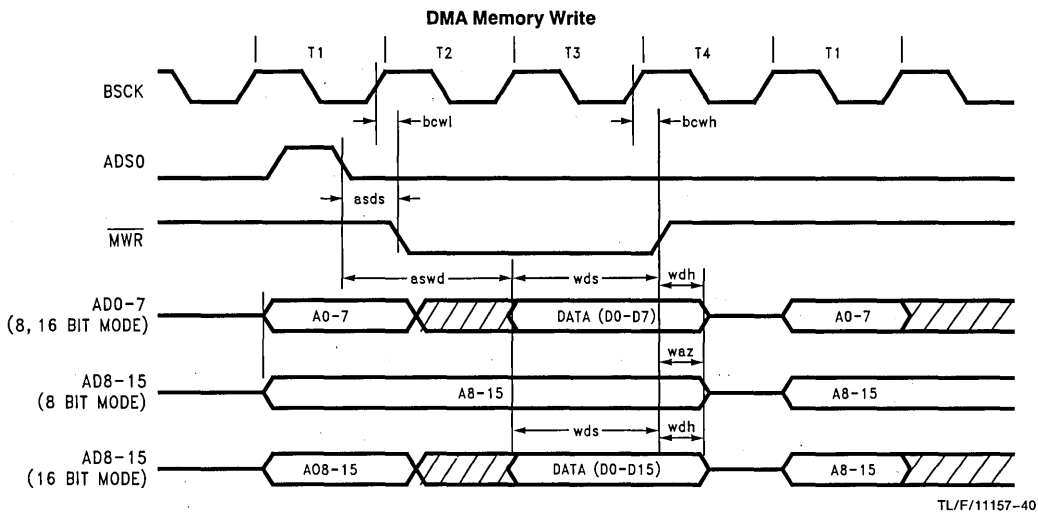 DMA Memory Write
T1 T2 T3 T4 T1
BSCK
bcwl bcwh
ADS0
asds
MWR
aswd wds wdh
AD0-7
(8, 16 BIT MODE)
A0-7 DATA (D0-D7) A0-7
waz
AD8-15
(8 BIT MODE)
A8-15 A8-15
wds wdh
AD8-15
(16 BIT MODE)
A08-15 DATA (D0-D15) A8-15
TL/F/11157-40